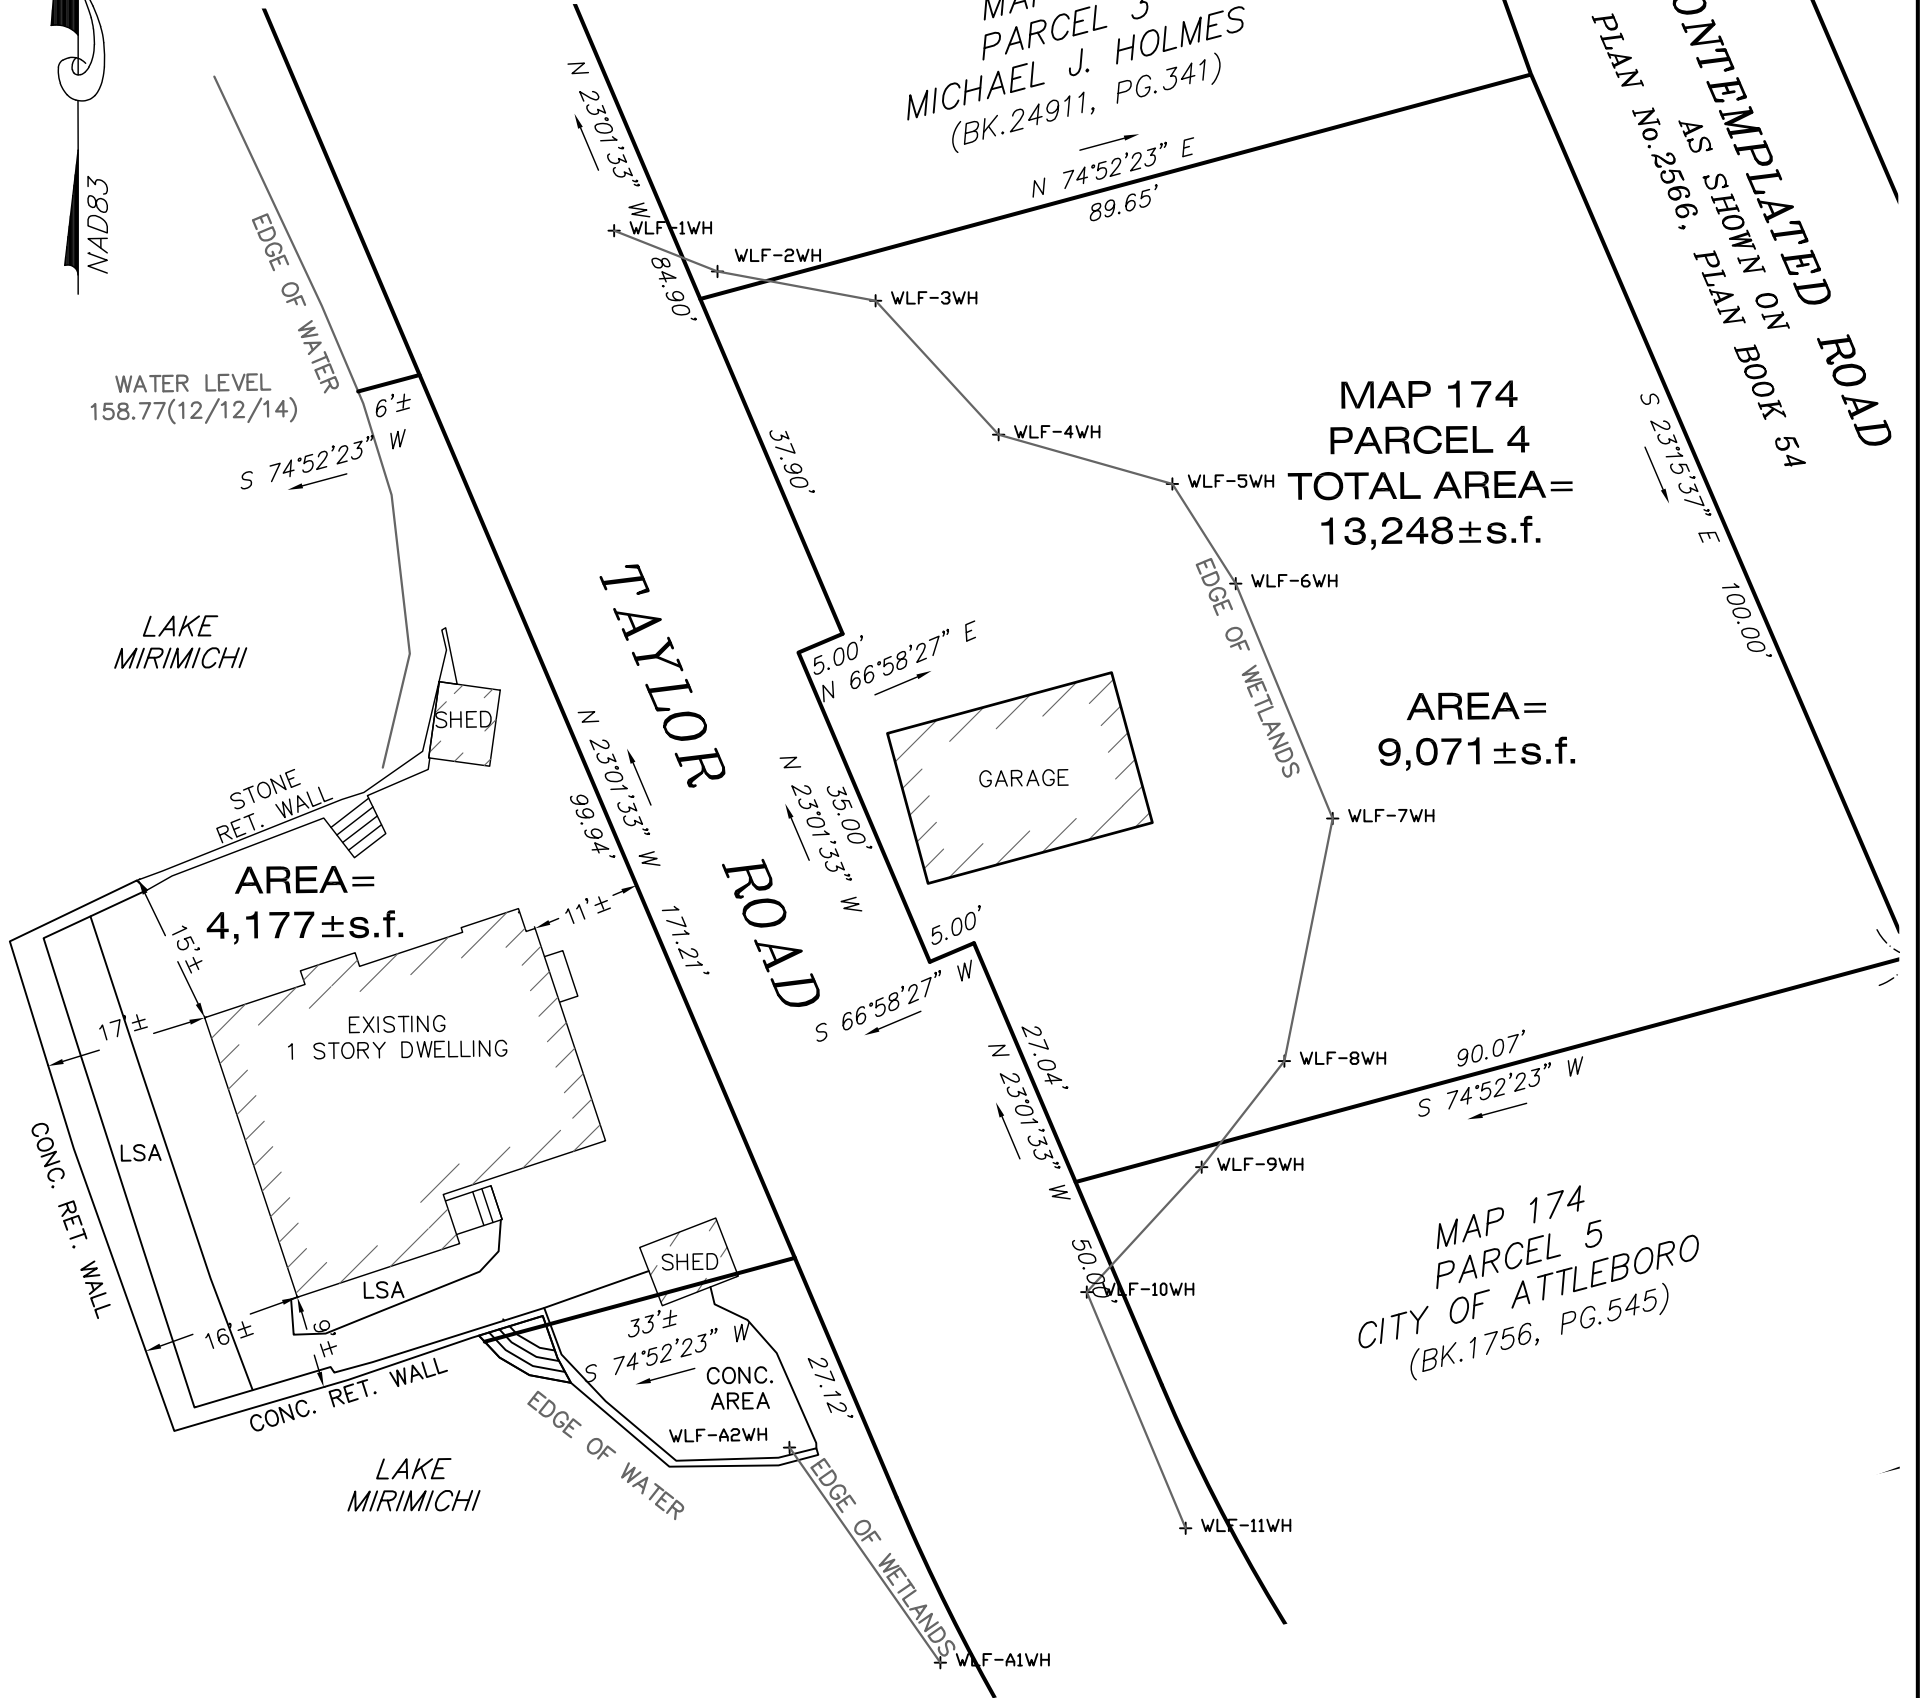 PARCEL 3
MICHAEL J. HOLMES
(BK.24911, PG.341)
NAD83
N 23°01'33" W
84.90'
N 74°52'23" E
89.65'
ROAD
AS SHOWN ON
PLAN No.2566, PLAN BOOK 54
EDGE OF WATER
WATER LEVEL
158.77(12/12/14)
6'±
S 74°52'23" W
WLF-1WH
WLF-2WH
WLF-3WH
WLF-4WH
WLF-5WH
WLF-6WH
WLF-7WH
WLF-8WH
WLF-9WH
WLF-10WH
WLF-11WH
MAP 174
PARCEL 4
TOTAL AREA=
13,248±s.f.
S 23°15'37" E
100.00'
37.90'
EDGE OF WETLANDS
LAKE
MIRIMICHI
TAYLOR ROAD
5.00'
N 66°58'27" E
SHED
GARAGE
AREA=
9,071±s.f.
STONE
RET. WALL
N 23°01'33" W
99.94'
171.21'
35.00'
N 23°01'33" W
AREA=
4,177±s.f.
11'±
15'±
17'±
5.00'
S 66°58'27" W
EXISTING
1 STORY DWELLING
27.04'
N 23°01'33" W
90.07'
S 74°52'23" W
CONC. RET. WALL
LSA
LSA
16'±
9'±
SHED
33'±
S 74°52'23" W
50.00'
MAP 174
PARCEL 5
CITY OF ATTLEBORO
(BK.1756, PG.545)
CONC. RET. WALL
CONC.
AREA
27.12'
WLF-A2WH
EDGE OF WATER
LAKE
MIRIMICHI
EDGE OF WETLANDS
WLF-A1WH